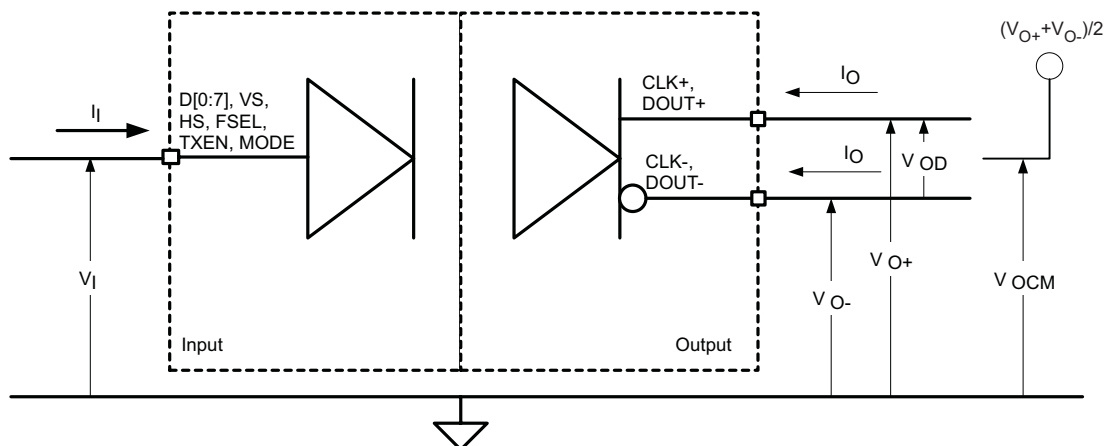 (VO++VO-)/2
II
D[0:7], VS,
HS, FSEL,
TXEN, MODE
CLK+,
DOUT+
IO
CLK-,
DOUT-
IO
V OD
VI
V O+
V O-
V OCM
Input
Output